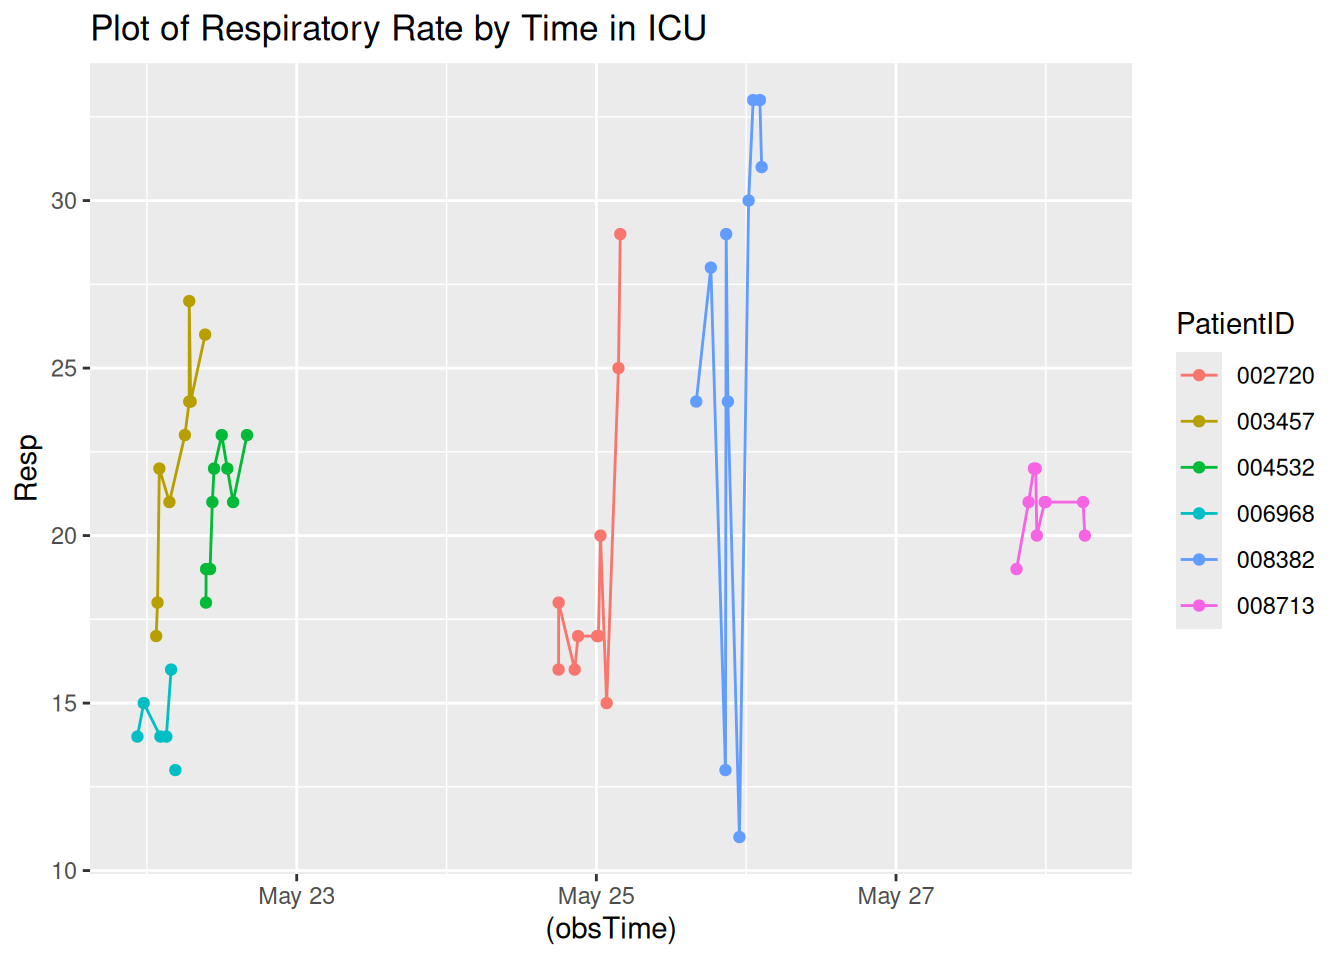 Plot of Respiratory Rate by Time in ICU
Resp
30
25
20
15
10
May 23 May 25 May 27
(obsTime)
PatientID
002720
003457
004532
006968
008382
008713